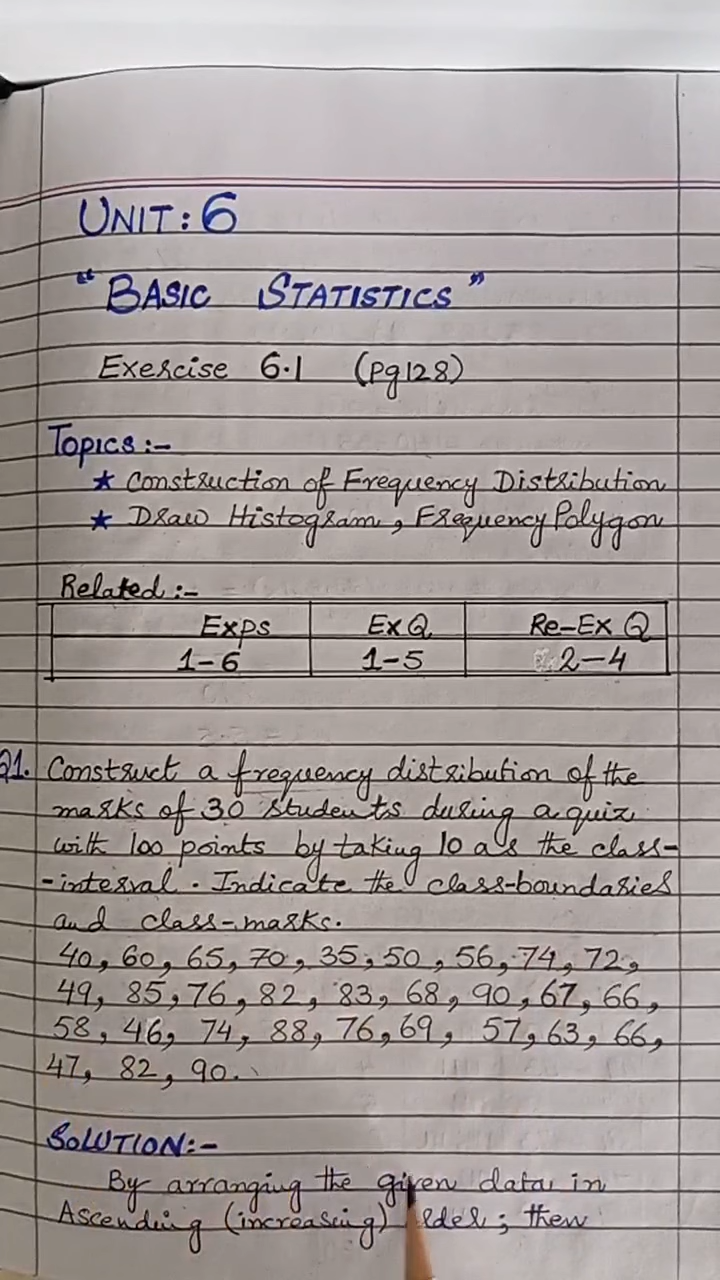 UNIT: 6
"BASIC STATISTICS"
Exercise 6.1 (Pg128)
Topics:-
★ Construction of Frequency Distribution
★ Draw Histogram, Frequency Polygon
Related:-
Exps Ex Q Re-Ex Q
1-6 1-5 2-4
Q1. Construct a frequency distribution of the
marks of 30 students during a quiz
with 100 points by taking 10 as the class-
-interval. Indicate the class-boundaries
and class-marks.
40, 60, 65, 70, 35, 50, 56, 74, 72,
49, 85, 76, 82, 83, 68, 90, 67, 66,
58, 46, 74, 88, 76, 69, 57, 63, 66,
47, 82, 90.
SOLUTION:-
By arranging the given data in
Ascending (increasing) ; then